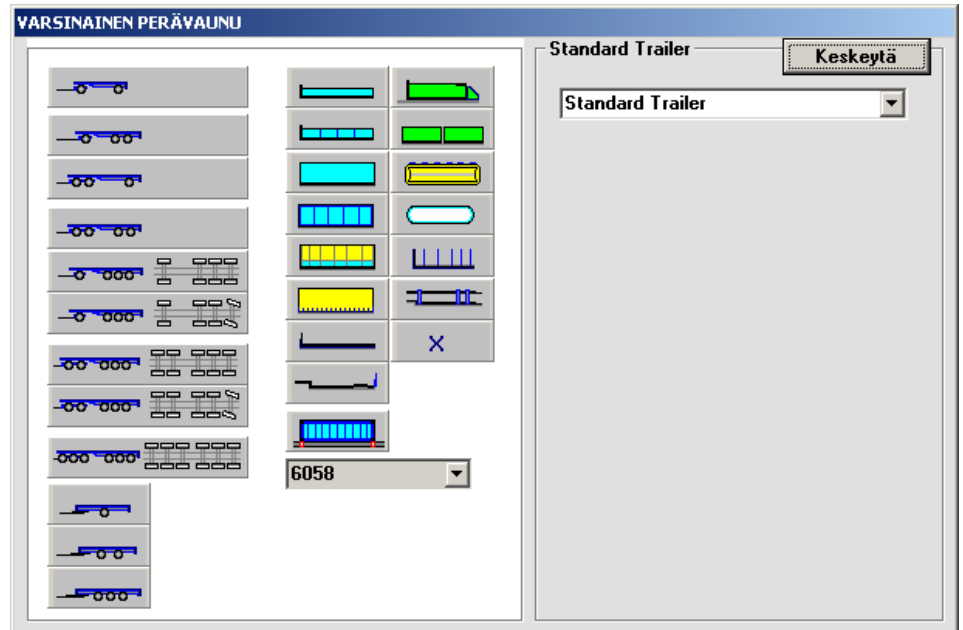 VARSINAINEN PERÄVAUNU
Standard Trailer
Keskeytä
Standard Trailer
X
6058